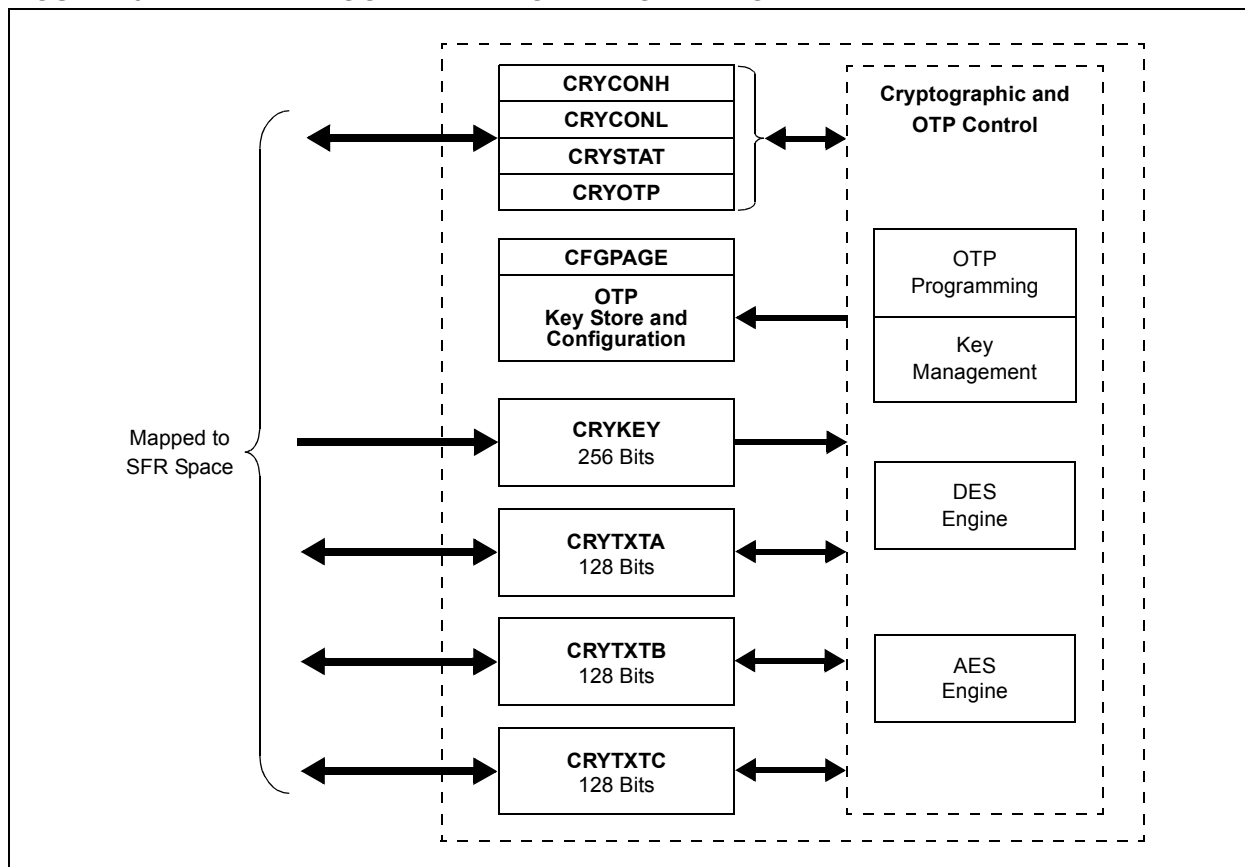 CRYCONH
CRYCONL
CRYSTAT
CRYOTP
Cryptographic and
OTP Control
CFGPAGE
OTP
Key Store and
Configuration
OTP
Programming
Key
Management
Mapped to
SFR Space
CRYKEY
256 Bits
DES
Engine
CRYTXTA
128 Bits
CRYTXTB
128 Bits
AES
Engine
CRYTXTC
128 Bits